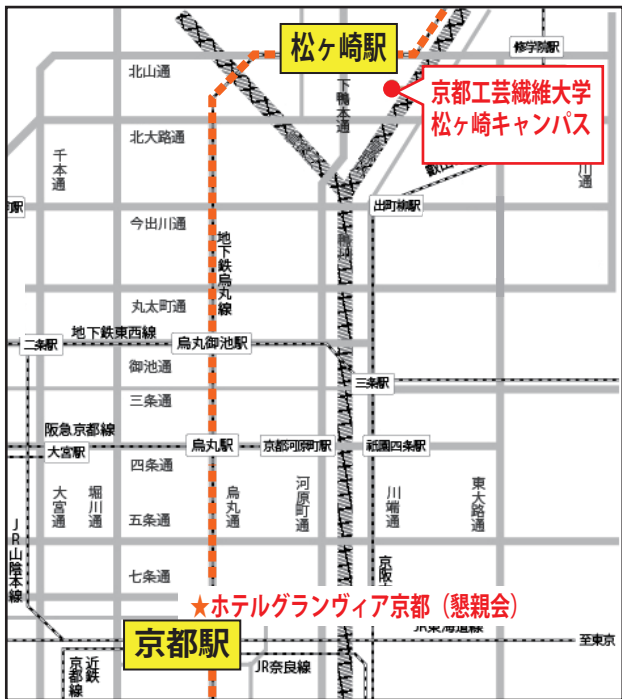 松ヶ崎駅
修学院駅
北山通
下鴨本通
京都工芸繊維大学
松ヶ崎キャンパス
北大路通
千本通
川通
町駅
出町柳駅
今出川通
地下鉄烏丸線
丸太町通
地下鉄東西線
二条駅
烏丸御池駅
御池通
三条駅
三条通
阪急京都線
大宮駅
烏丸駅
京都河原町駅
祇園四条駅
四条通
大宮通
堀川通
烏丸通
河原町通
川端通
東大路通
五条通
JR山陰本線
七条通
京阪
★ホテルグランヴィア京都（懇親会）
京都駅
JR東海道線
至東京
近鉄
京都線
JR奈良線